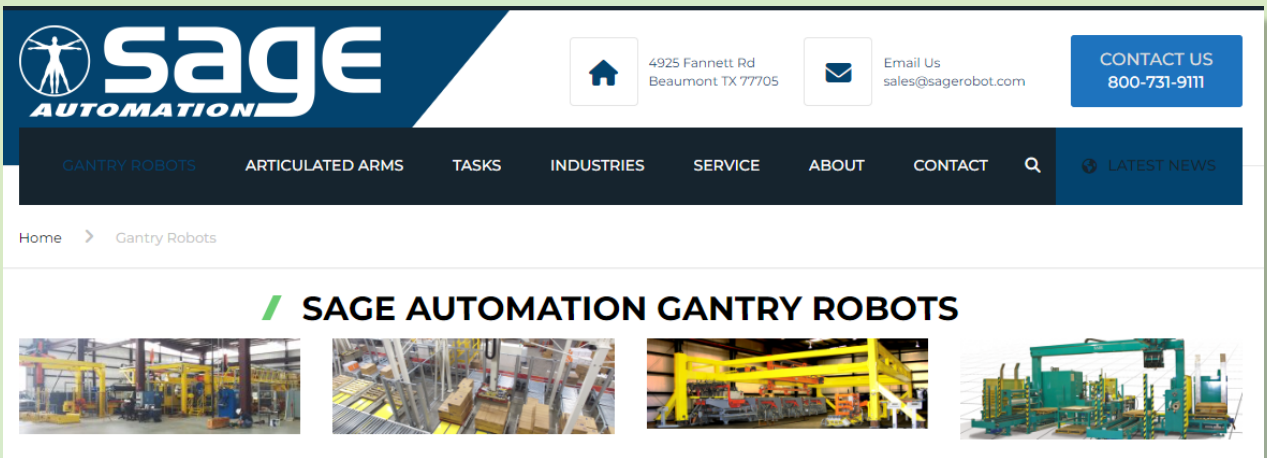 sage
AUTOMATION
4925 Fannett Rd
Beaumont TX 77705
Email Us
sales@sagerobot.com
CONTACT US
800-731-9111
GANTRY ROBOTS
ARTICULATED ARMS
TASKS
INDUSTRIES
SERVICE
ABOUT
CONTACT
LATEST NEWS
Home
Gantry Robots
SAGE AUTOMATION GANTRY ROBOTS